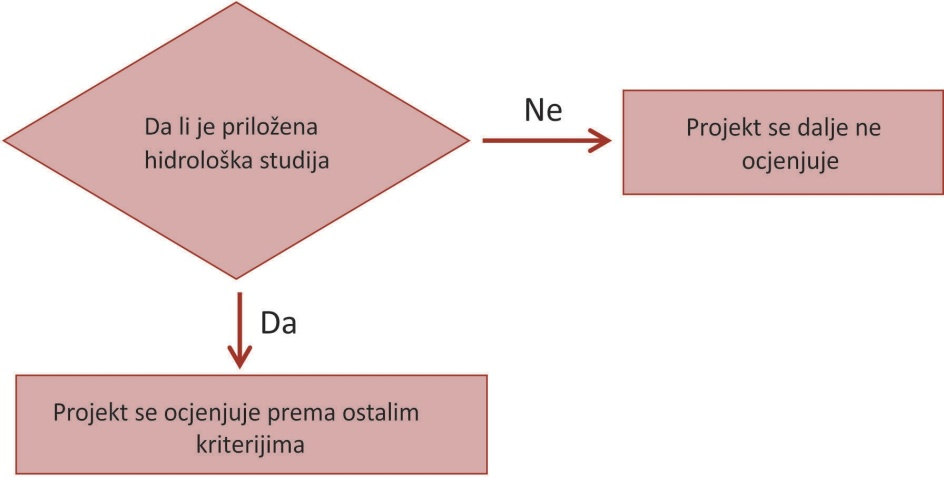 Da li je priložena
hidrološka studija
Ne
Projekt se dalje ne
ocjenjuje
Da
Projekt se ocjenjuje prema ostalim
kriterijima